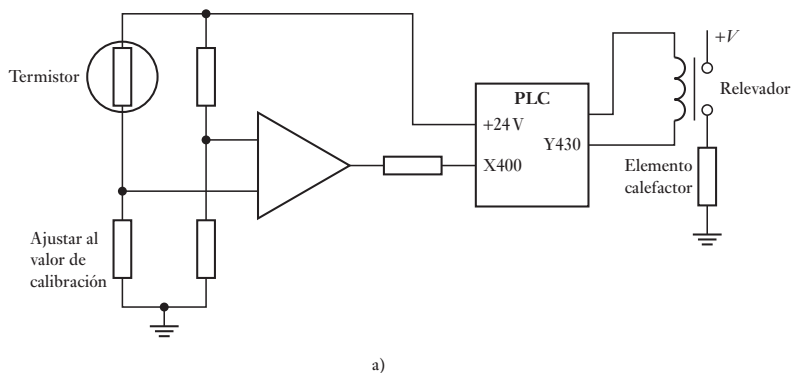 Termistor
Ajustar al
valor de
calibración
PLC
+24 V
X400
Y430
+V
Relevador
Elemento
calefactor
a)